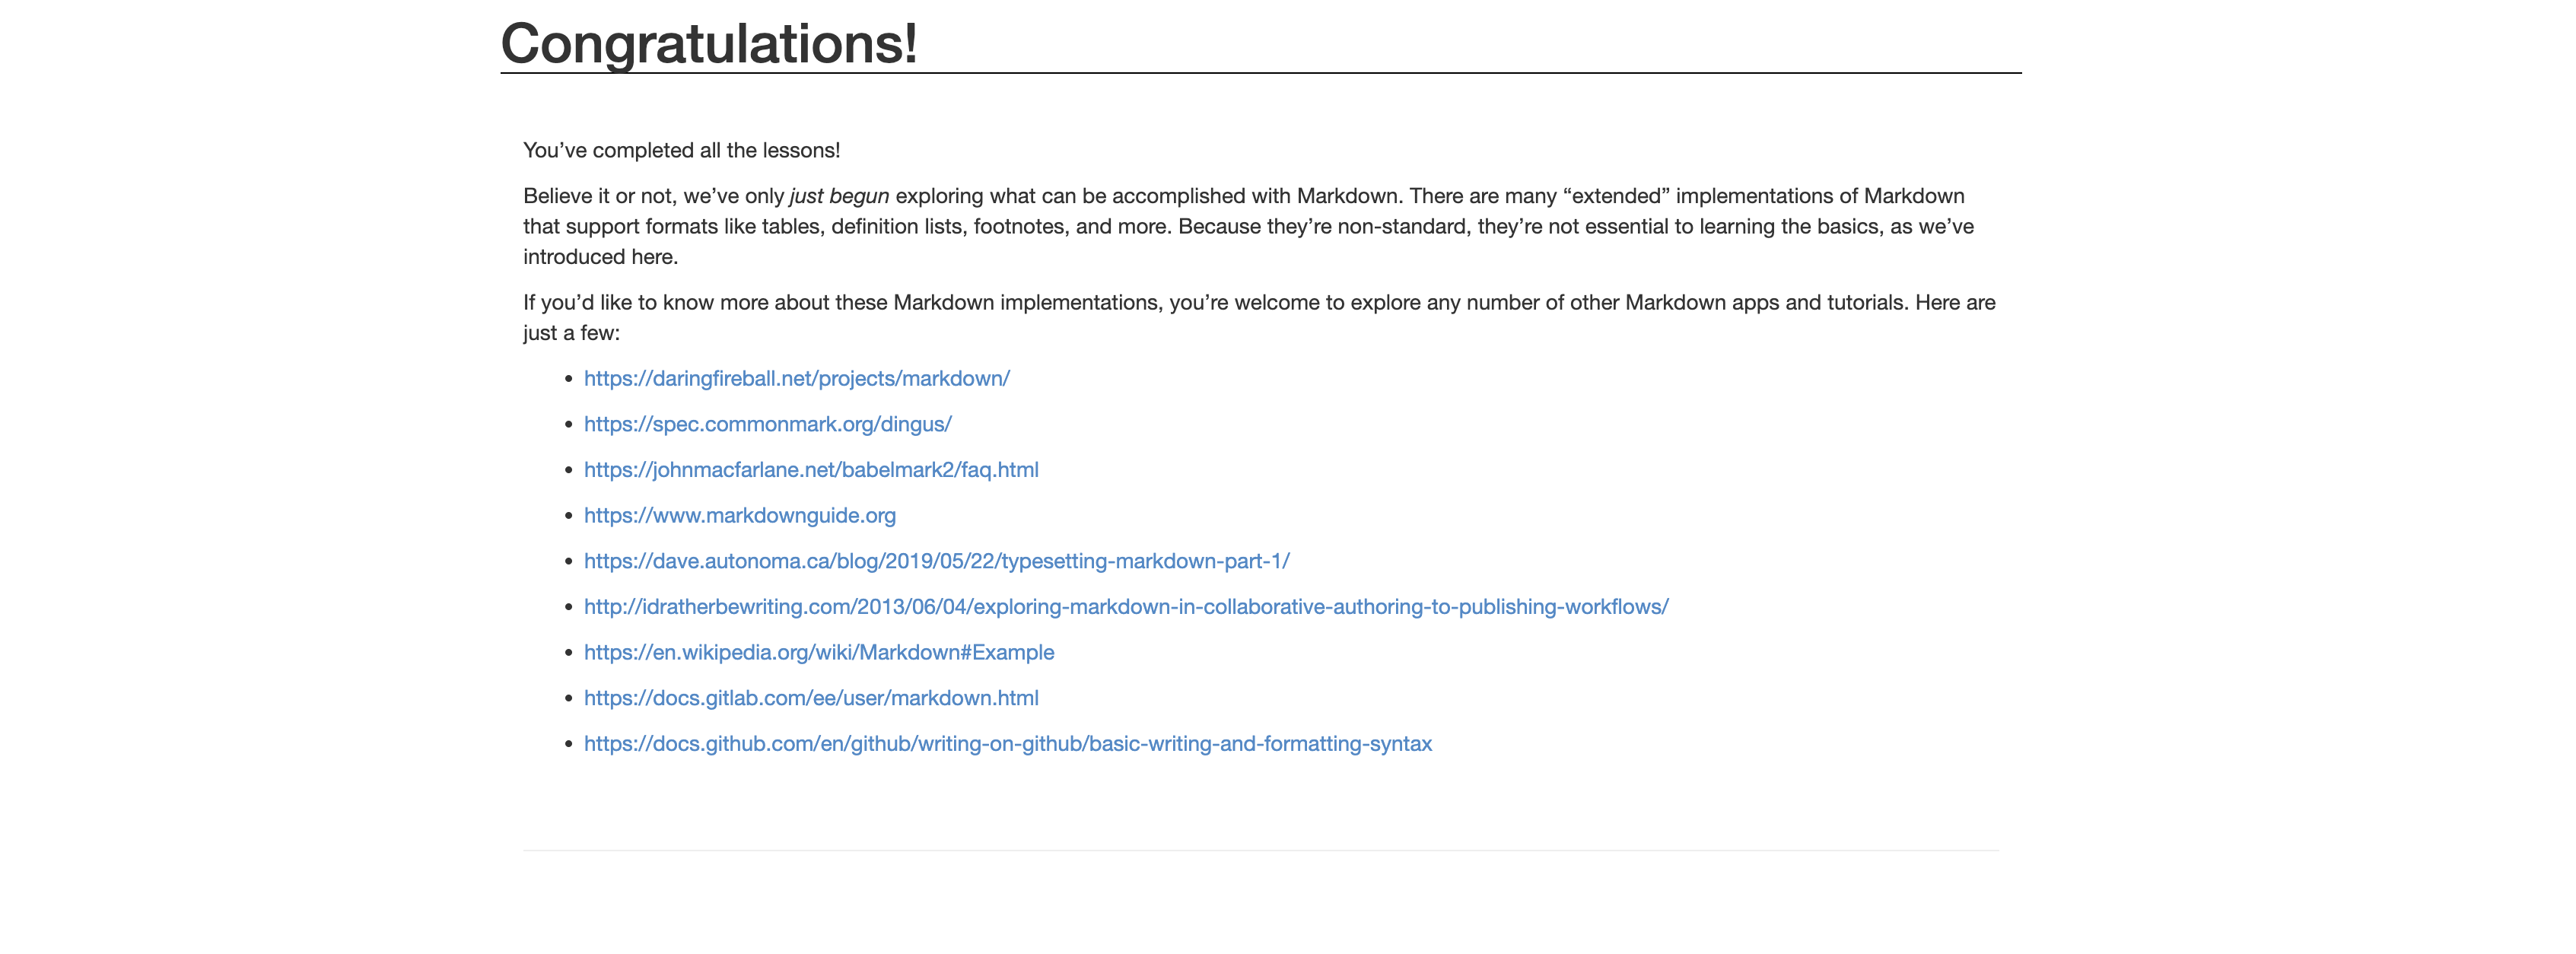 Congratulations!
You’ve completed all the lessons!
Believe it or not, we’ve only just begun exploring what can be accomplished with Markdown. There are many “extended” implementations of Markdown
that support formats like tables, definition lists, footnotes, and more. Because they’re non-standard, they’re not essential to learning the basics, as we’ve
introduced here.
If you’d like to know more about these Markdown implementations, you’re welcome to explore any number of other Markdown apps and tutorials. Here are
just a few:
• https://daringfireball.net/projects/markdown/
• https://spec.commonmark.org/dingus/
• https://johnmacfarlane.net/babelmark2/faq.html
• https://www.markdownguide.org
• https://dave.autonoma.ca/blog/2019/05/22/typesetting-markdown-part-1/
• http://idratherbewriting.com/2013/06/04/exploring-markdown-in-collaborative-authoring-to-publishing-workflows/
• https://en.wikipedia.org/wiki/Markdown#Example
• https://docs.gitlab.com/ee/user/markdown.html
• https://docs.github.com/en/github/writing-on-github/basic-writing-and-formatting-syntax